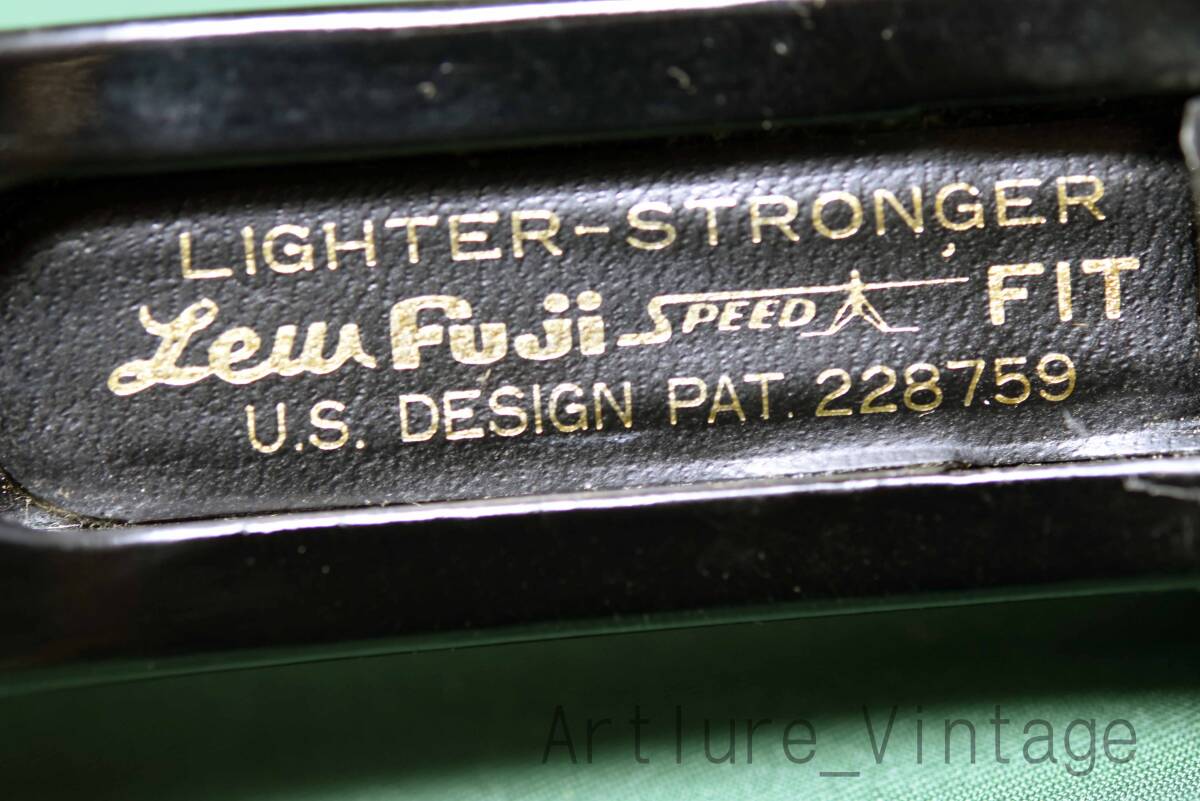 LIGHTER-STRONGER
Lew Fuji SPEED FIT
U.S. DESIGN PAT. 228759
Artlure_Vintage